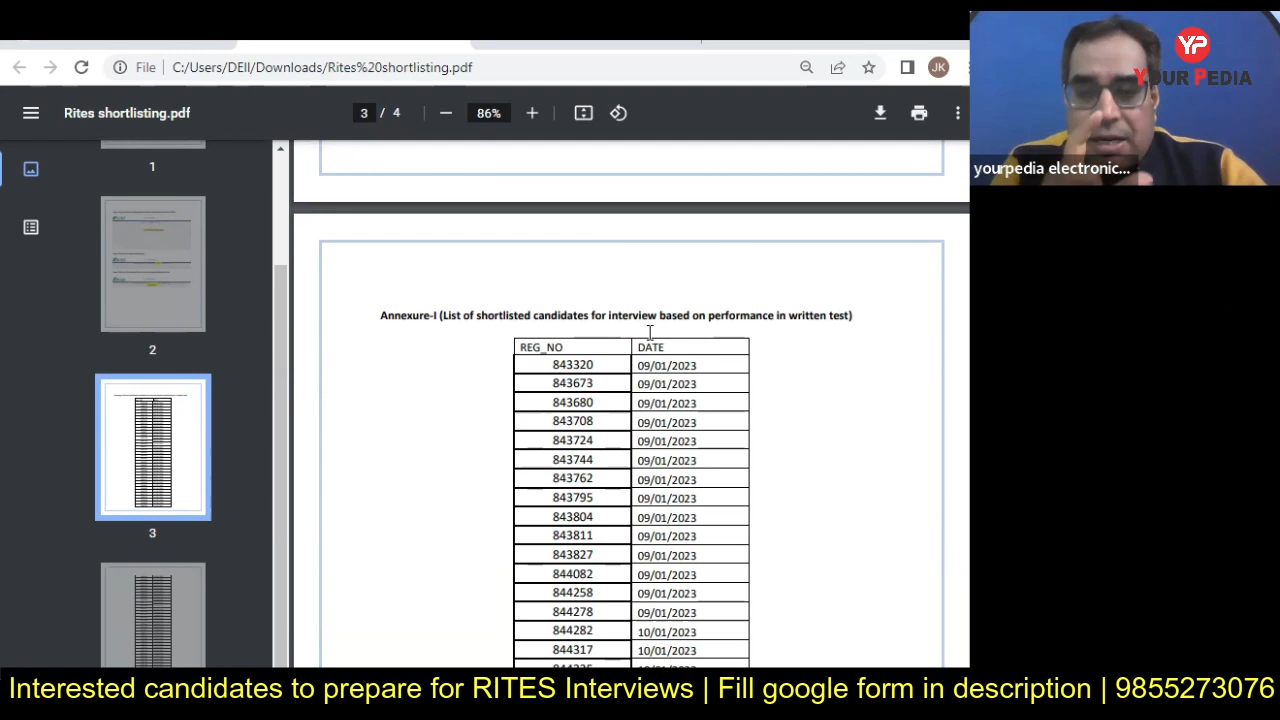 File C:/Users/DEll/Downloads/Rites%20shortlisting.pdf JK
YP
YOUR PEDIA
Rites shortlisting.pdf 3 / 4 86%
yourpedia electronic...
1
2
3
Annexure-I (List of shortlisted candidates for interview based on performance in written test)
REG_NO DATE
843320 09/01/2023
843673 09/01/2023
843680 09/01/2023
843708 09/01/2023
843724 09/01/2023
843744 09/01/2023
843762 09/01/2023
843795 09/01/2023
843804 09/01/2023
843811 09/01/2023
843827 09/01/2023
844082 09/01/2023
844258 09/01/2023
844278 09/01/2023
844282 10/01/2023
844317 10/01/2023
Interested candidates to prepare for RITES Interviews | Fill google form in description | 9855273076